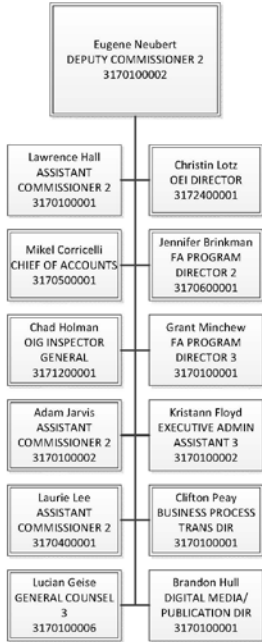 Eugene Neubert
DEPUTY COMMISSIONER 2
3170100002
Lawrence Hall
ASSISTANT
COMMISSIONER 2
3170100001
Christin Lotz
OEI DIRECTOR
3172400001
Mikel Corricelli
CHIEF OF ACCOUNTS
3170500001
Jennifer Brinkman
FA PROGRAM
DIRECTOR 2
3170600001
Chad Holman
OIG INSPECTOR
GENERAL
3171200001
Grant Minchew
FA PROGRAM
DIRECTOR 3
3170100001
Adam Jarvis
ASSISTANT
COMMISSIONER 2
3170100002
Kristann Floyd
EXECUTIVE ADMIN
ASSISTANT 3
3170100002
Laurie Lee
ASSISTANT
COMMISSIONER 2
3170400001
Clifton Peay
BUSINESS PROCESS
TRANS DIR
3170100001
Lucian Geise
GENERAL COUNSEL
3
3170100006
Brandon Hull
DIGITAL MEDIA/
PUBLICATION DIR
3170100001